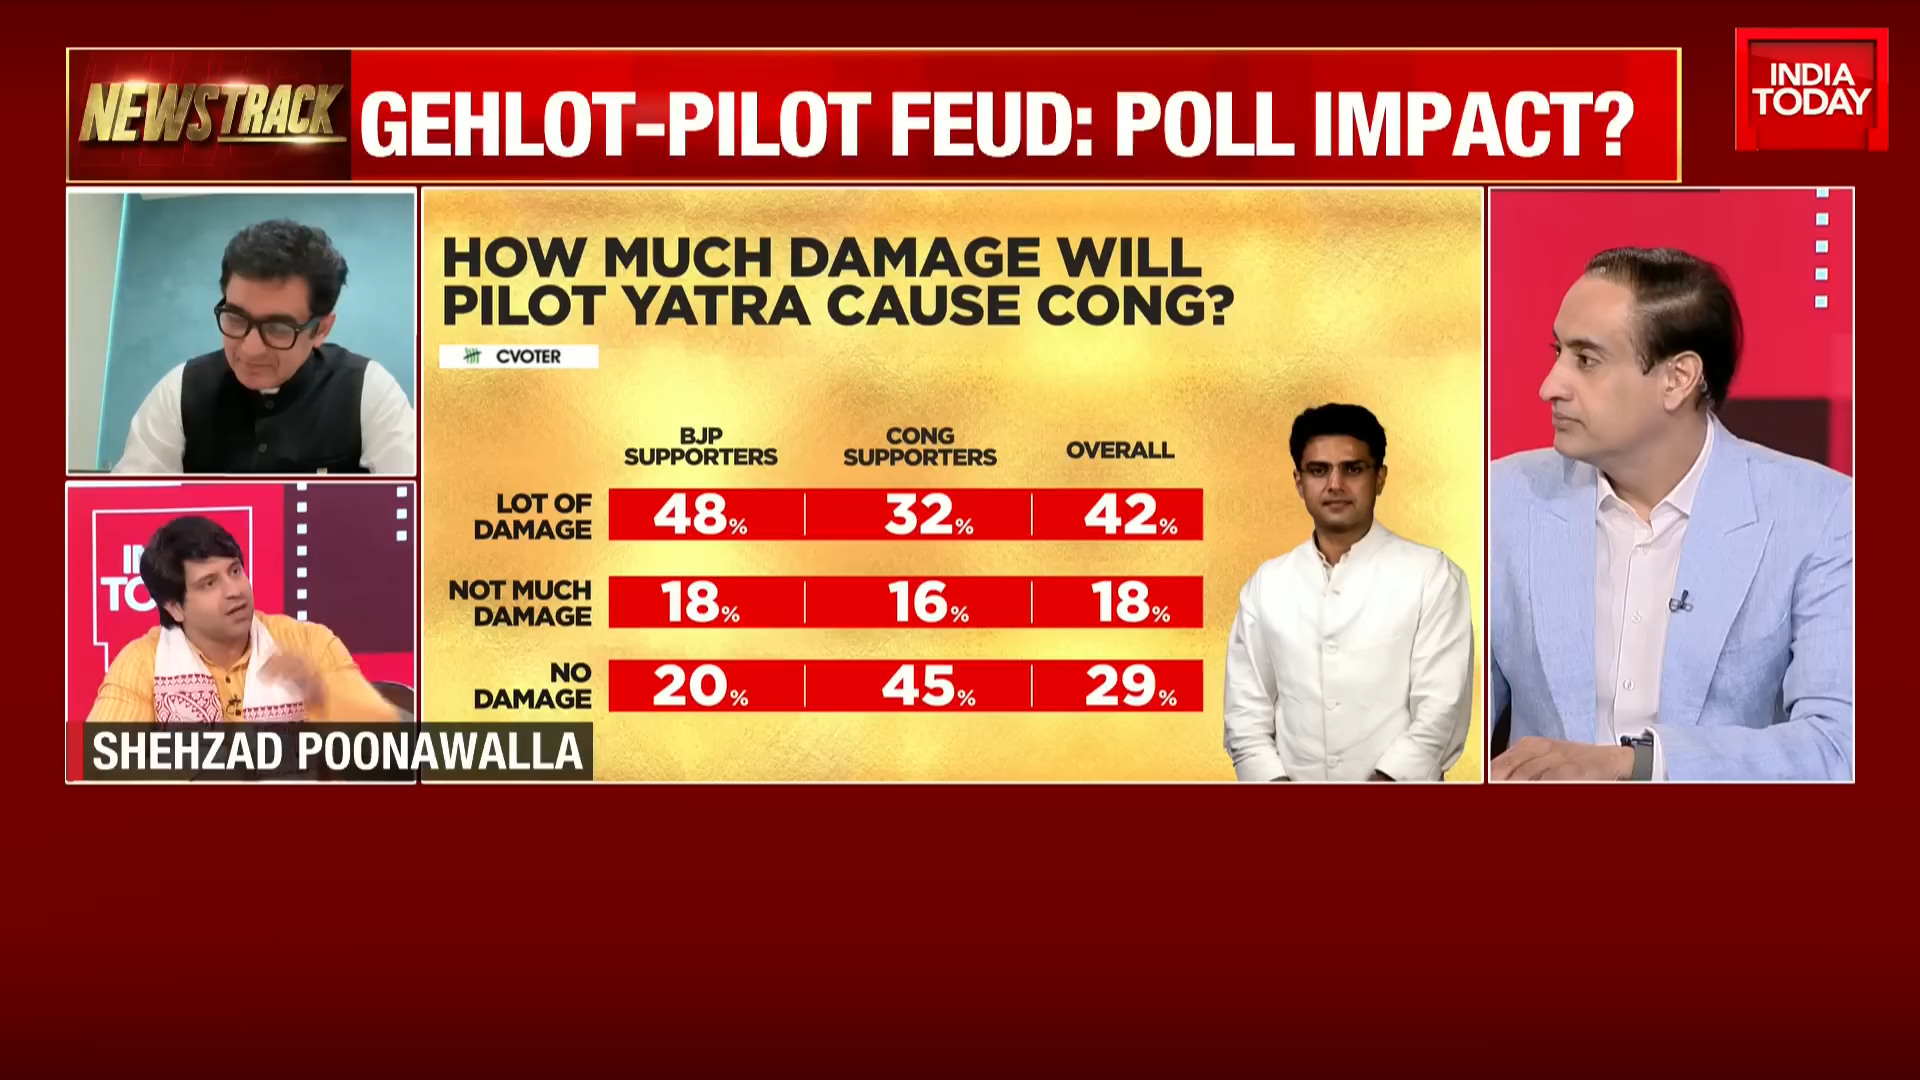 NEWSTRACK
GEHLOT-PILOT FEUD: POLL IMPACT?
INDIA
TODAY
HOW MUCH DAMAGE WILL
PILOT YATRA CAUSE CONG?
CVOTER
BJP
SUPPORTERS
CONG
SUPPORTERS
OVERALL
LOT OF
DAMAGE
48%
32%
42%
NOT MUCH
DAMAGE
18%
16%
18%
NO
DAMAGE
20%
45%
29%
IN
TO
SHEHZAD POONAWALLA